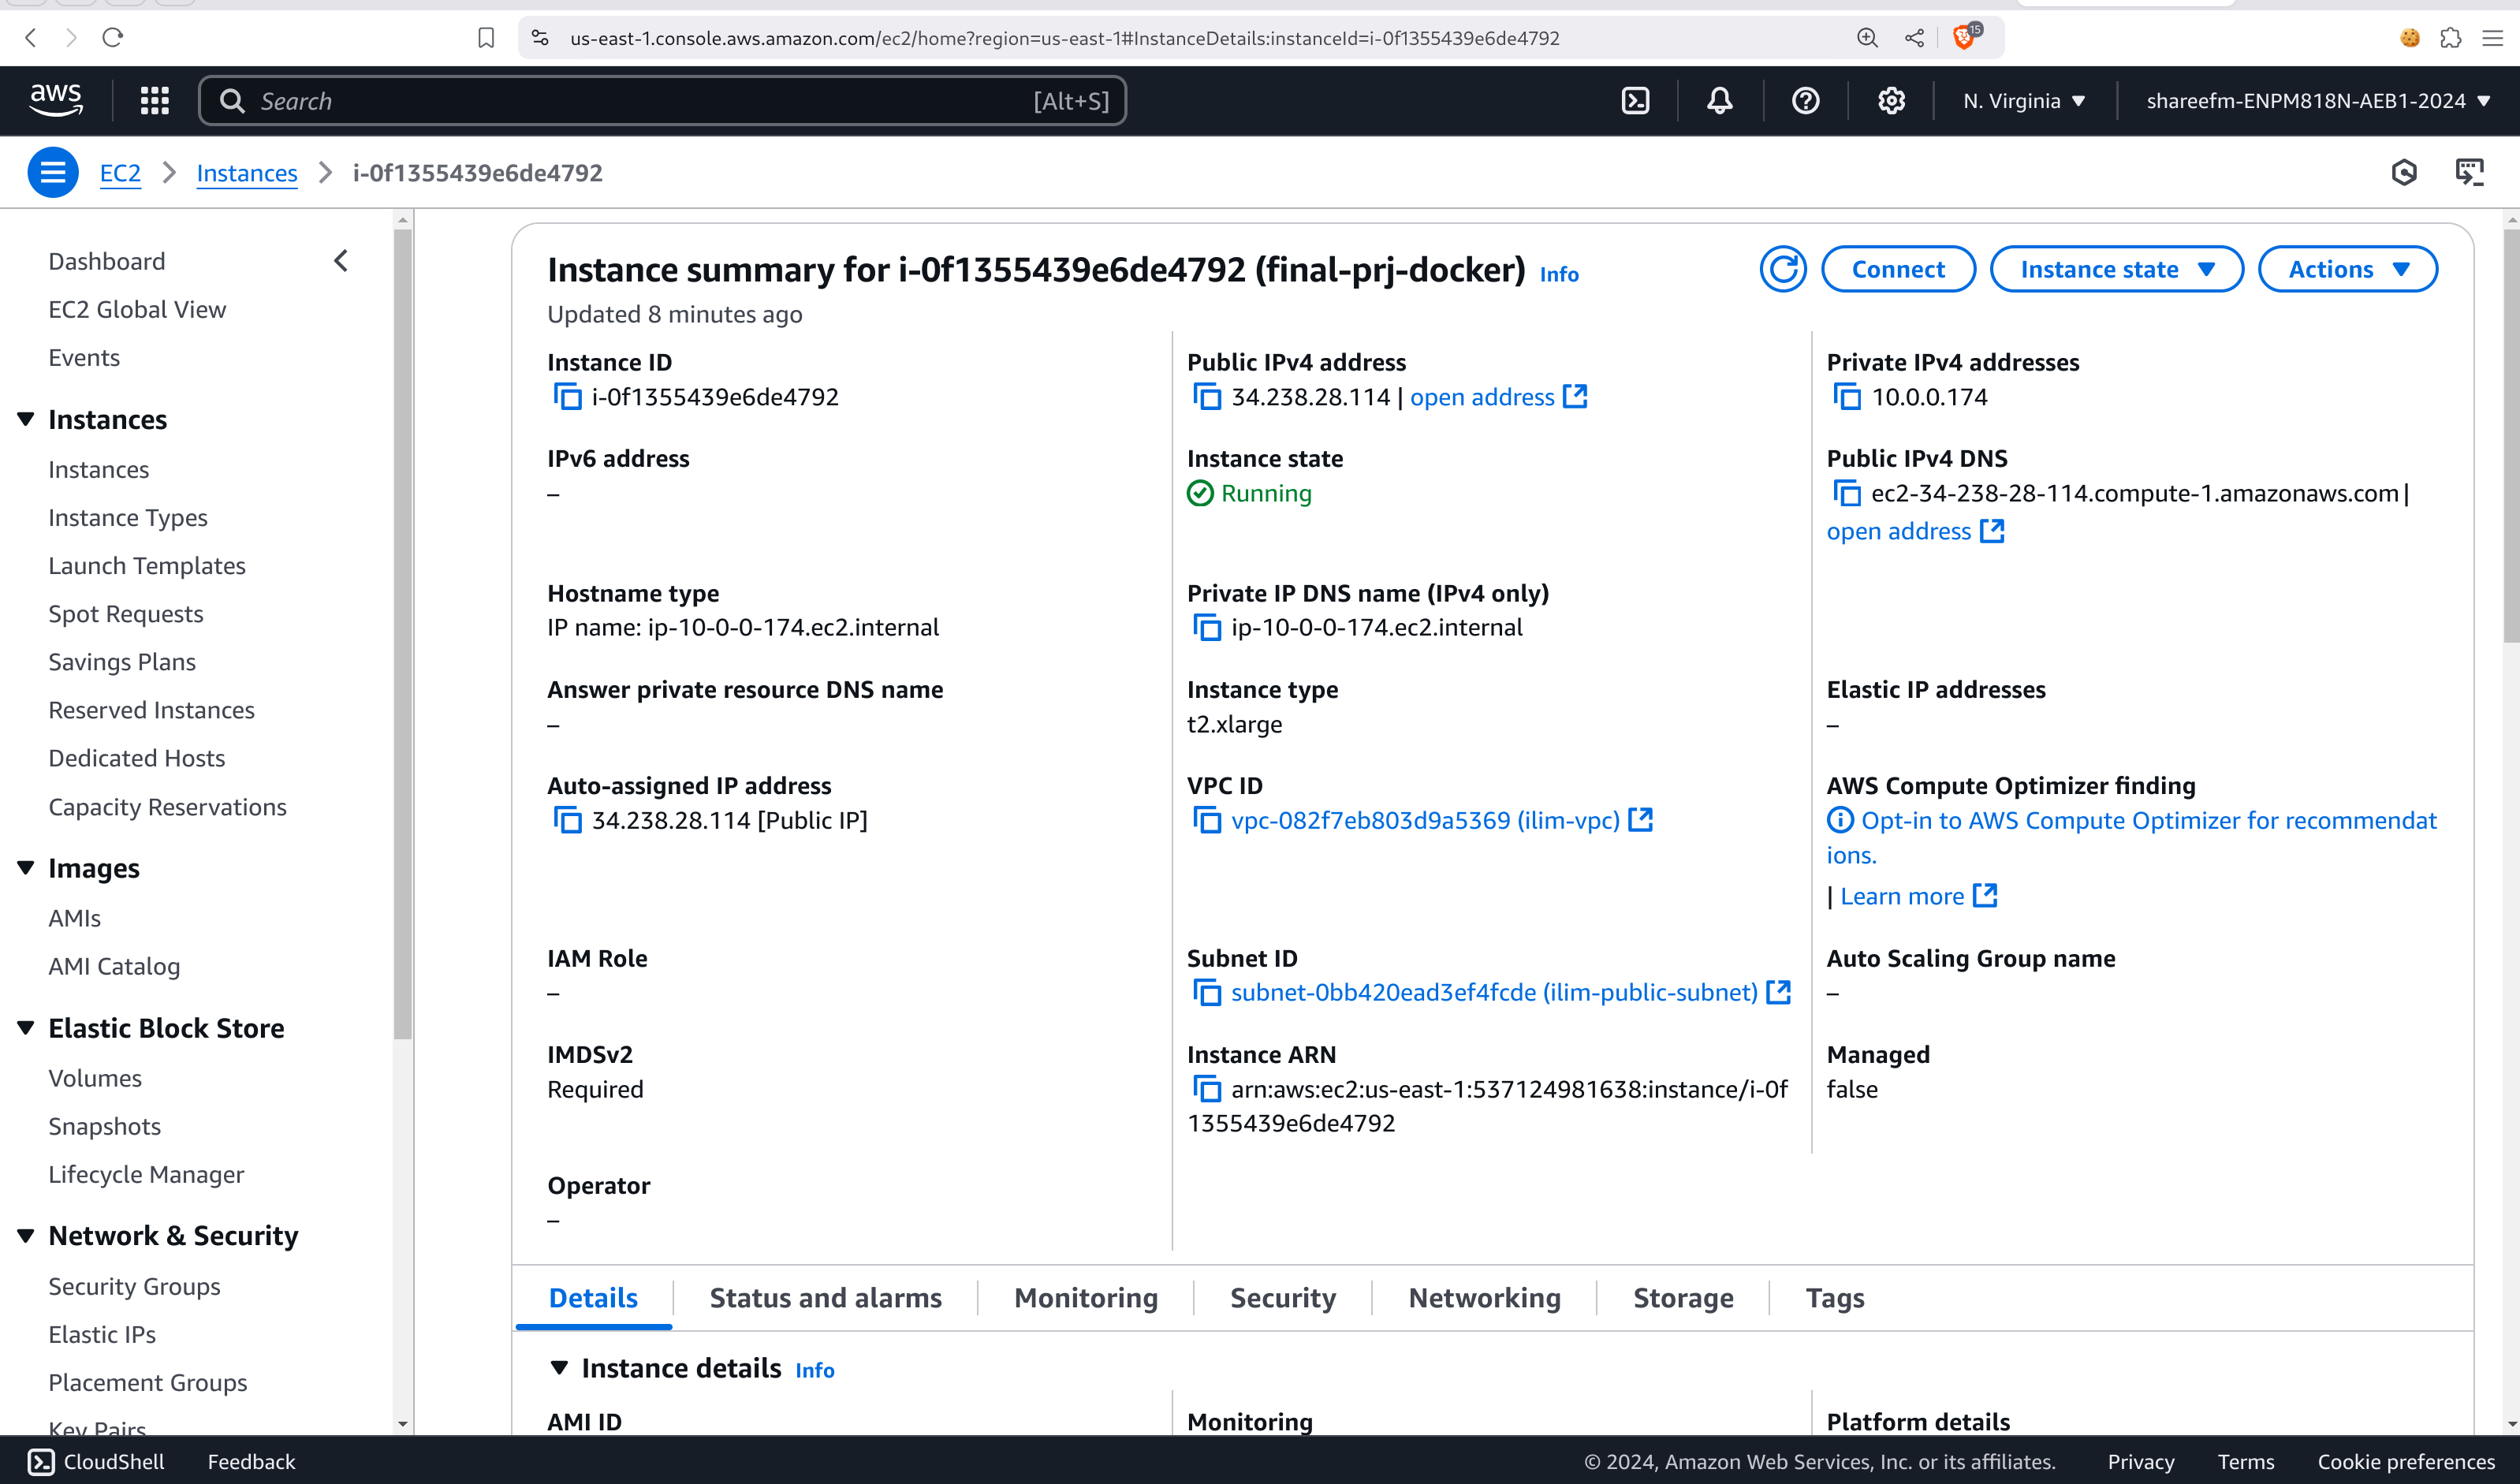 us-east-1.console.aws.amazon.com/ec2/home?region=us-east-1#InstanceDetails:instanceId=i-0f1355439e6de4792
15
aws
Search
[Alt+S]
N. Virginia
shareefm-ENPM818N-AEB1-2024
EC2
Instances
i-0f1355439e6de4792
Dashboard
EC2 Global View
Events
Instances
Instances
Instance Types
Launch Templates
Spot Requests
Savings Plans
Reserved Instances
Dedicated Hosts
Capacity Reservations
Images
AMIs
AMI Catalog
Elastic Block Store
Volumes
Snapshots
Lifecycle Manager
Network & Security
Security Groups
Elastic IPs
Placement Groups
Key Pairs
Instance summary for i-0f1355439e6de4792 (final-prj-docker) Info
Updated 8 minutes ago
Connect
Instance state
Actions
Instance ID
i-0f1355439e6de4792
Public IPv4 address
34.238.28.114 | open address
Private IPv4 addresses
10.0.0.174
IPv6 address
–
Instance state
Running
Public IPv4 DNS
ec2-34-238-28-114.compute-1.amazonaws.com |
open address
Hostname type
IP name: ip-10-0-0-174.ec2.internal
Private IP DNS name (IPv4 only)
ip-10-0-0-174.ec2.internal
Answer private resource DNS name
–
Instance type
t2.xlarge
Elastic IP addresses
–
Auto-assigned IP address
34.238.28.114 [Public IP]
VPC ID
vpc-082f7eb803d9a5369 (ilim-vpc)
AWS Compute Optimizer finding
Opt-in to AWS Compute Optimizer for recommendat
ions.
| Learn more
IAM Role
–
Subnet ID
subnet-0bb420ead3ef4fcde (ilim-public-subnet)
Auto Scaling Group name
–
IMDSv2
Required
Instance ARN
arn:aws:ec2:us-east-1:537124981638:instance/i-0f
1355439e6de4792
Managed
false
Operator
–
Details
Status and alarms
Monitoring
Security
Networking
Storage
Tags
Instance details Info
AMI ID
Monitoring
Platform details
CloudShell
Feedback
© 2024, Amazon Web Services, Inc. or its affiliates.
Privacy
Terms
Cookie preferences